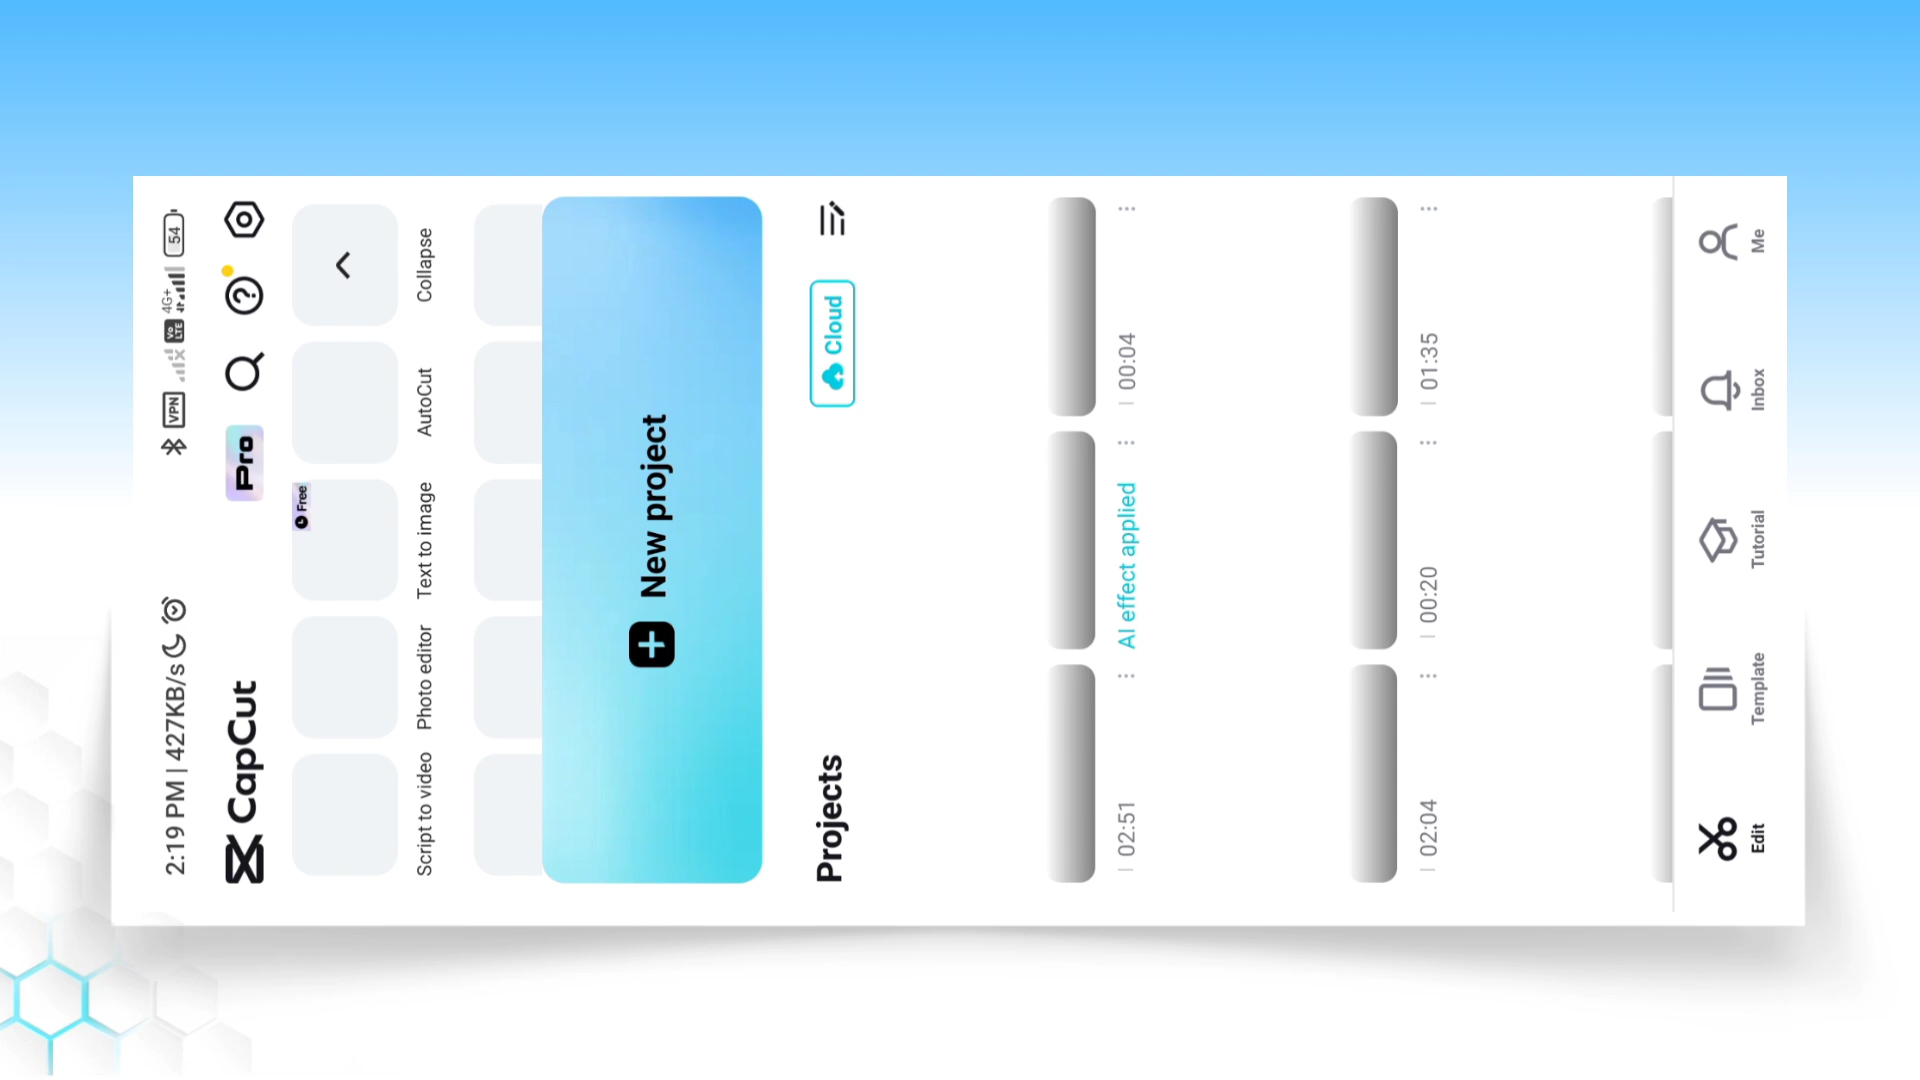 2:19 PM | 427KB/s
VPN
Vo LTE
4G+
54
CapCut
Pro
Free
Script to video
Photo editor
Text to image
AutoCut
Collapse
New project
Projects
Cloud
02:51
AI effect applied
00:04
02:04
00:20
01:35
Edit
Template
Tutorial
Inbox
Me